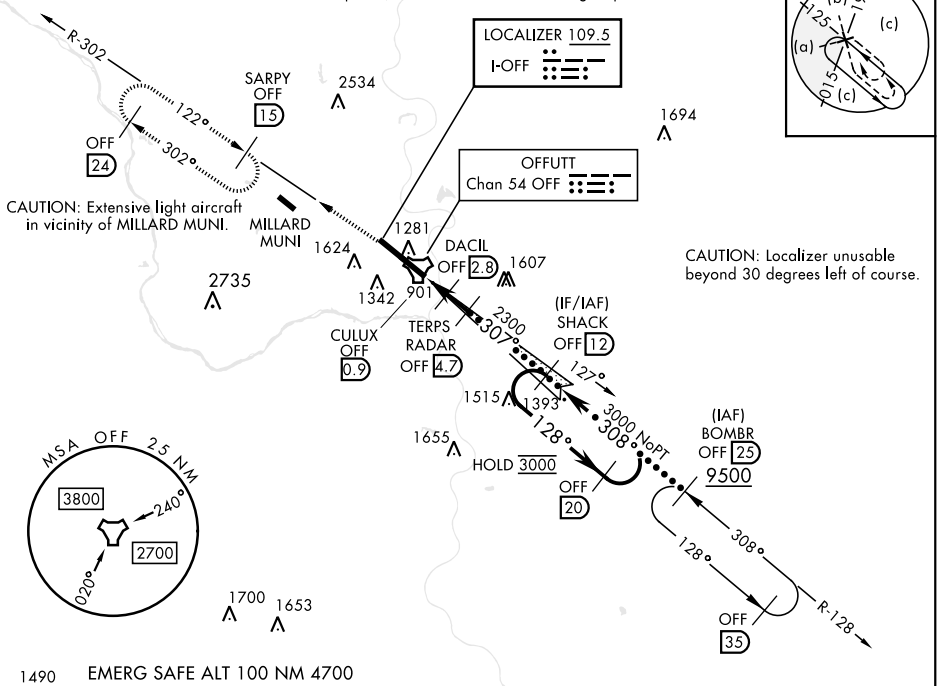 R-302
SARPY
OFF
15
122°
302°
OFF
24
2534
LOCALIZER 109.5
I-OFF
1694
125
(b)
(c)
(a)
015
(c)
OFFUTT
Chan 54 OFF
CAUTION: Extensive light aircraft
in vicinity of MILLARD MUNI.
MILLARD
MUNI
1281
1624
DACIL
OFF 2.8
1607
CAUTION: Localizer unusable
beyond 30 degrees left of course.
2735
1342
901
CULUX
OFF
0.9
TERPS
RADAR
OFF 4.7
2300
307°
(IF/IAF)
SHACK
OFF 12
127°
1515
1393
128°
3000 NoPT
308°
(IAF)
BOMBR
OFF 25
9500
1655
HOLD 3000
OFF
20
MSA OFF 25 NM
3800
240°
2700
020°
128°
308°
R-128
OFF
35
1700
1653
1490
EMERG SAFE ALT 100 NM 4700